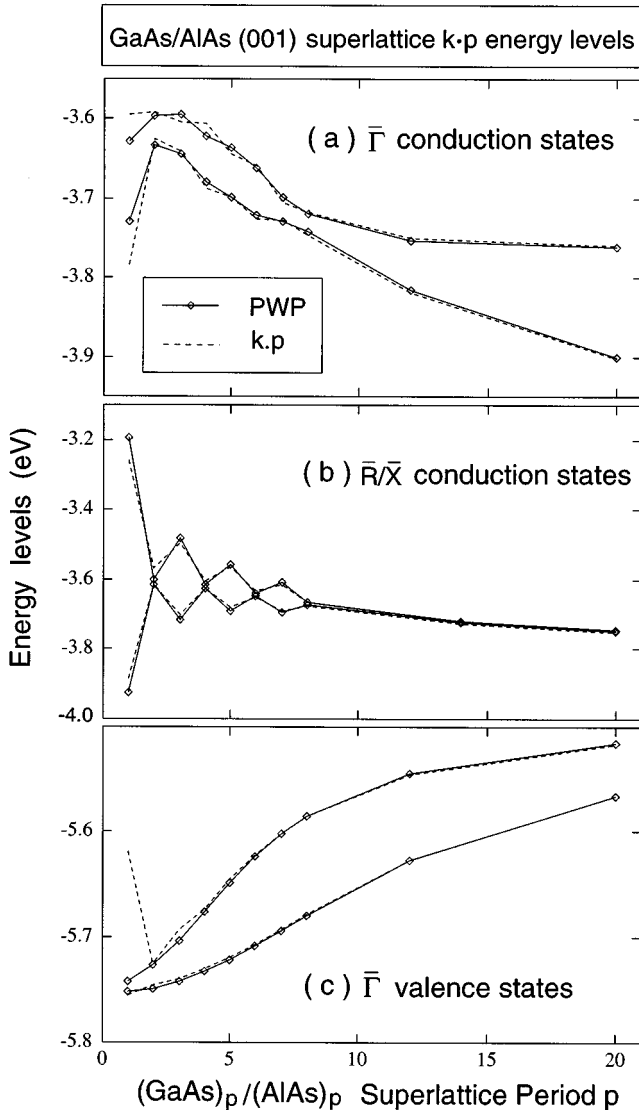 GaAs/AlAs (001) superlattice k·p energy levels
(a) Γ̄ conduction states
-3.6
-3.7
-3.8
-3.9
PWP
k.p
Energy levels (eV)
(b) R̄/X̄ conduction states
-3.2
-3.4
-3.6
-3.8
-4.0
-5.6
-5.7
-5.8
(c) Γ̄ valence states
0 5 10 15 20
(GaAs)p/(AlAs)p Superlattice Period p